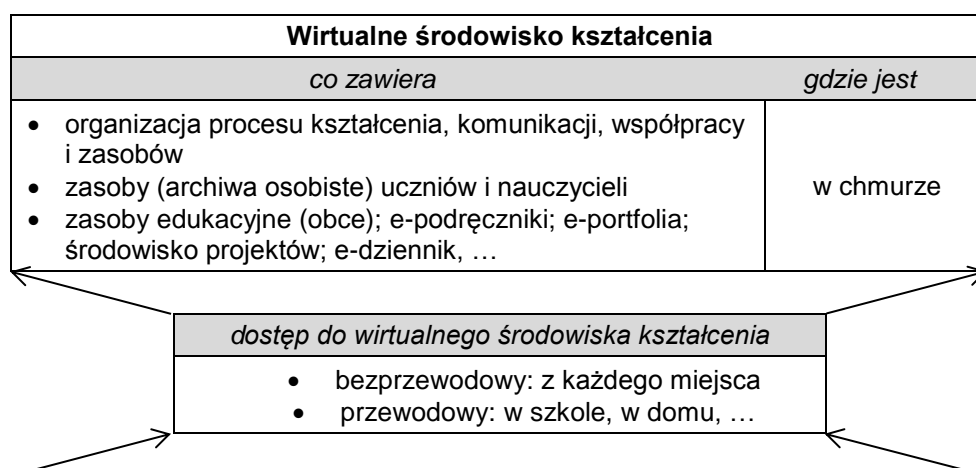 Wirtualne środowisko kształcenia
co zawiera gdzie jest
• organizacja procesu kształcenia, komunikacji, współpracy
i zasobów
• zasoby (archiwa osobiste) uczniów i nauczycieli
• zasoby edukacyjne (obce); e-podręczniki; e-portfolia;
środowisko projektów; e-dziennik, …
w chmurze
dostęp do wirtualnego środowiska kształcenia
• bezprzewodowy: z każdego miejsca
• przewodowy: w szkole, w domu, …